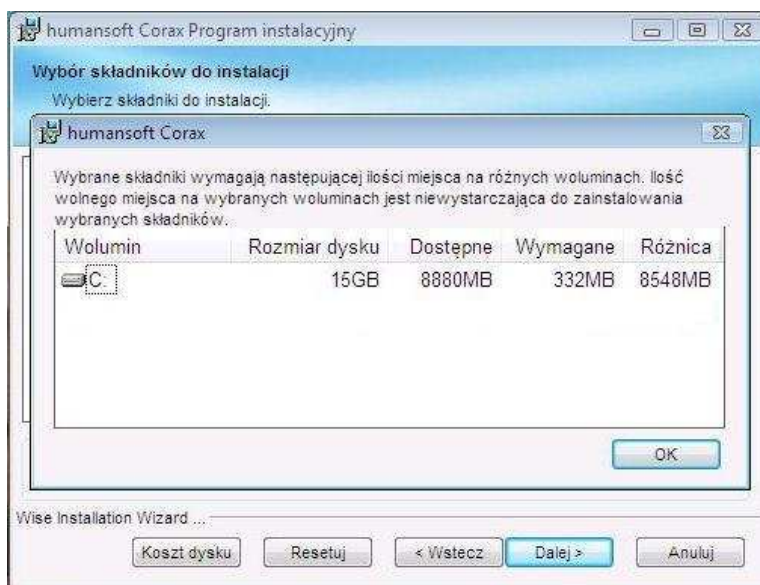 humansoft Corax Program instalacyjny
Wybór składników do instalacji
Wybierz składniki do instalacji.
humansoft Corax
Wybrane składniki wymagają następującej ilości miejsca na różnych woluminach. Ilość
wolnego miejsca na wybranych woluminach jest niewystarczająca do zainstalowania
wybranych składników.
Wolumin Rozmiar dysku Dostępne Wymagane Różnica
C: 15GB 8880MB 332MB 8548MB
OK
Wise Installation Wizard ...
Koszt dysku Resetuj < Wstecz Dalej > Anuluj